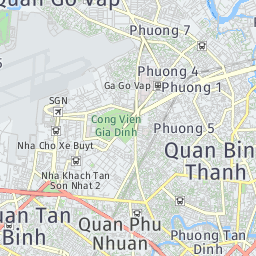 Quan Go Vap
Phuong 7
Phuong 4
Ga Go Vap
Phuong 1
SGN
Cong Vien
Gia Dinh
Phuong 5
Nha Cho Xe Buyt
Quan Bin
Thanh
Nha Khach Tan
Son Nhat 2
uan Tan
Binh
Quan Phu
Nhuan
Phuong Tan
Dinh